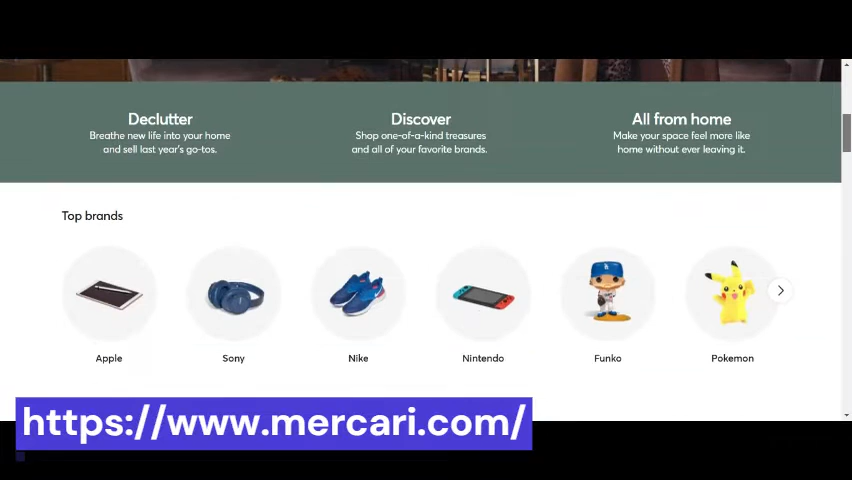 Declutter
Breathe new life into your home
and sell last year's go-tos.
Discover
Shop one-of-a-kind treasures
and all of your favorite brands.
All from home
Make your space feel more like
home without ever leaving it.
Top brands
Apple
Sony
Nike
Nintendo
Funko
Pokemon
https://www.mercari.com/